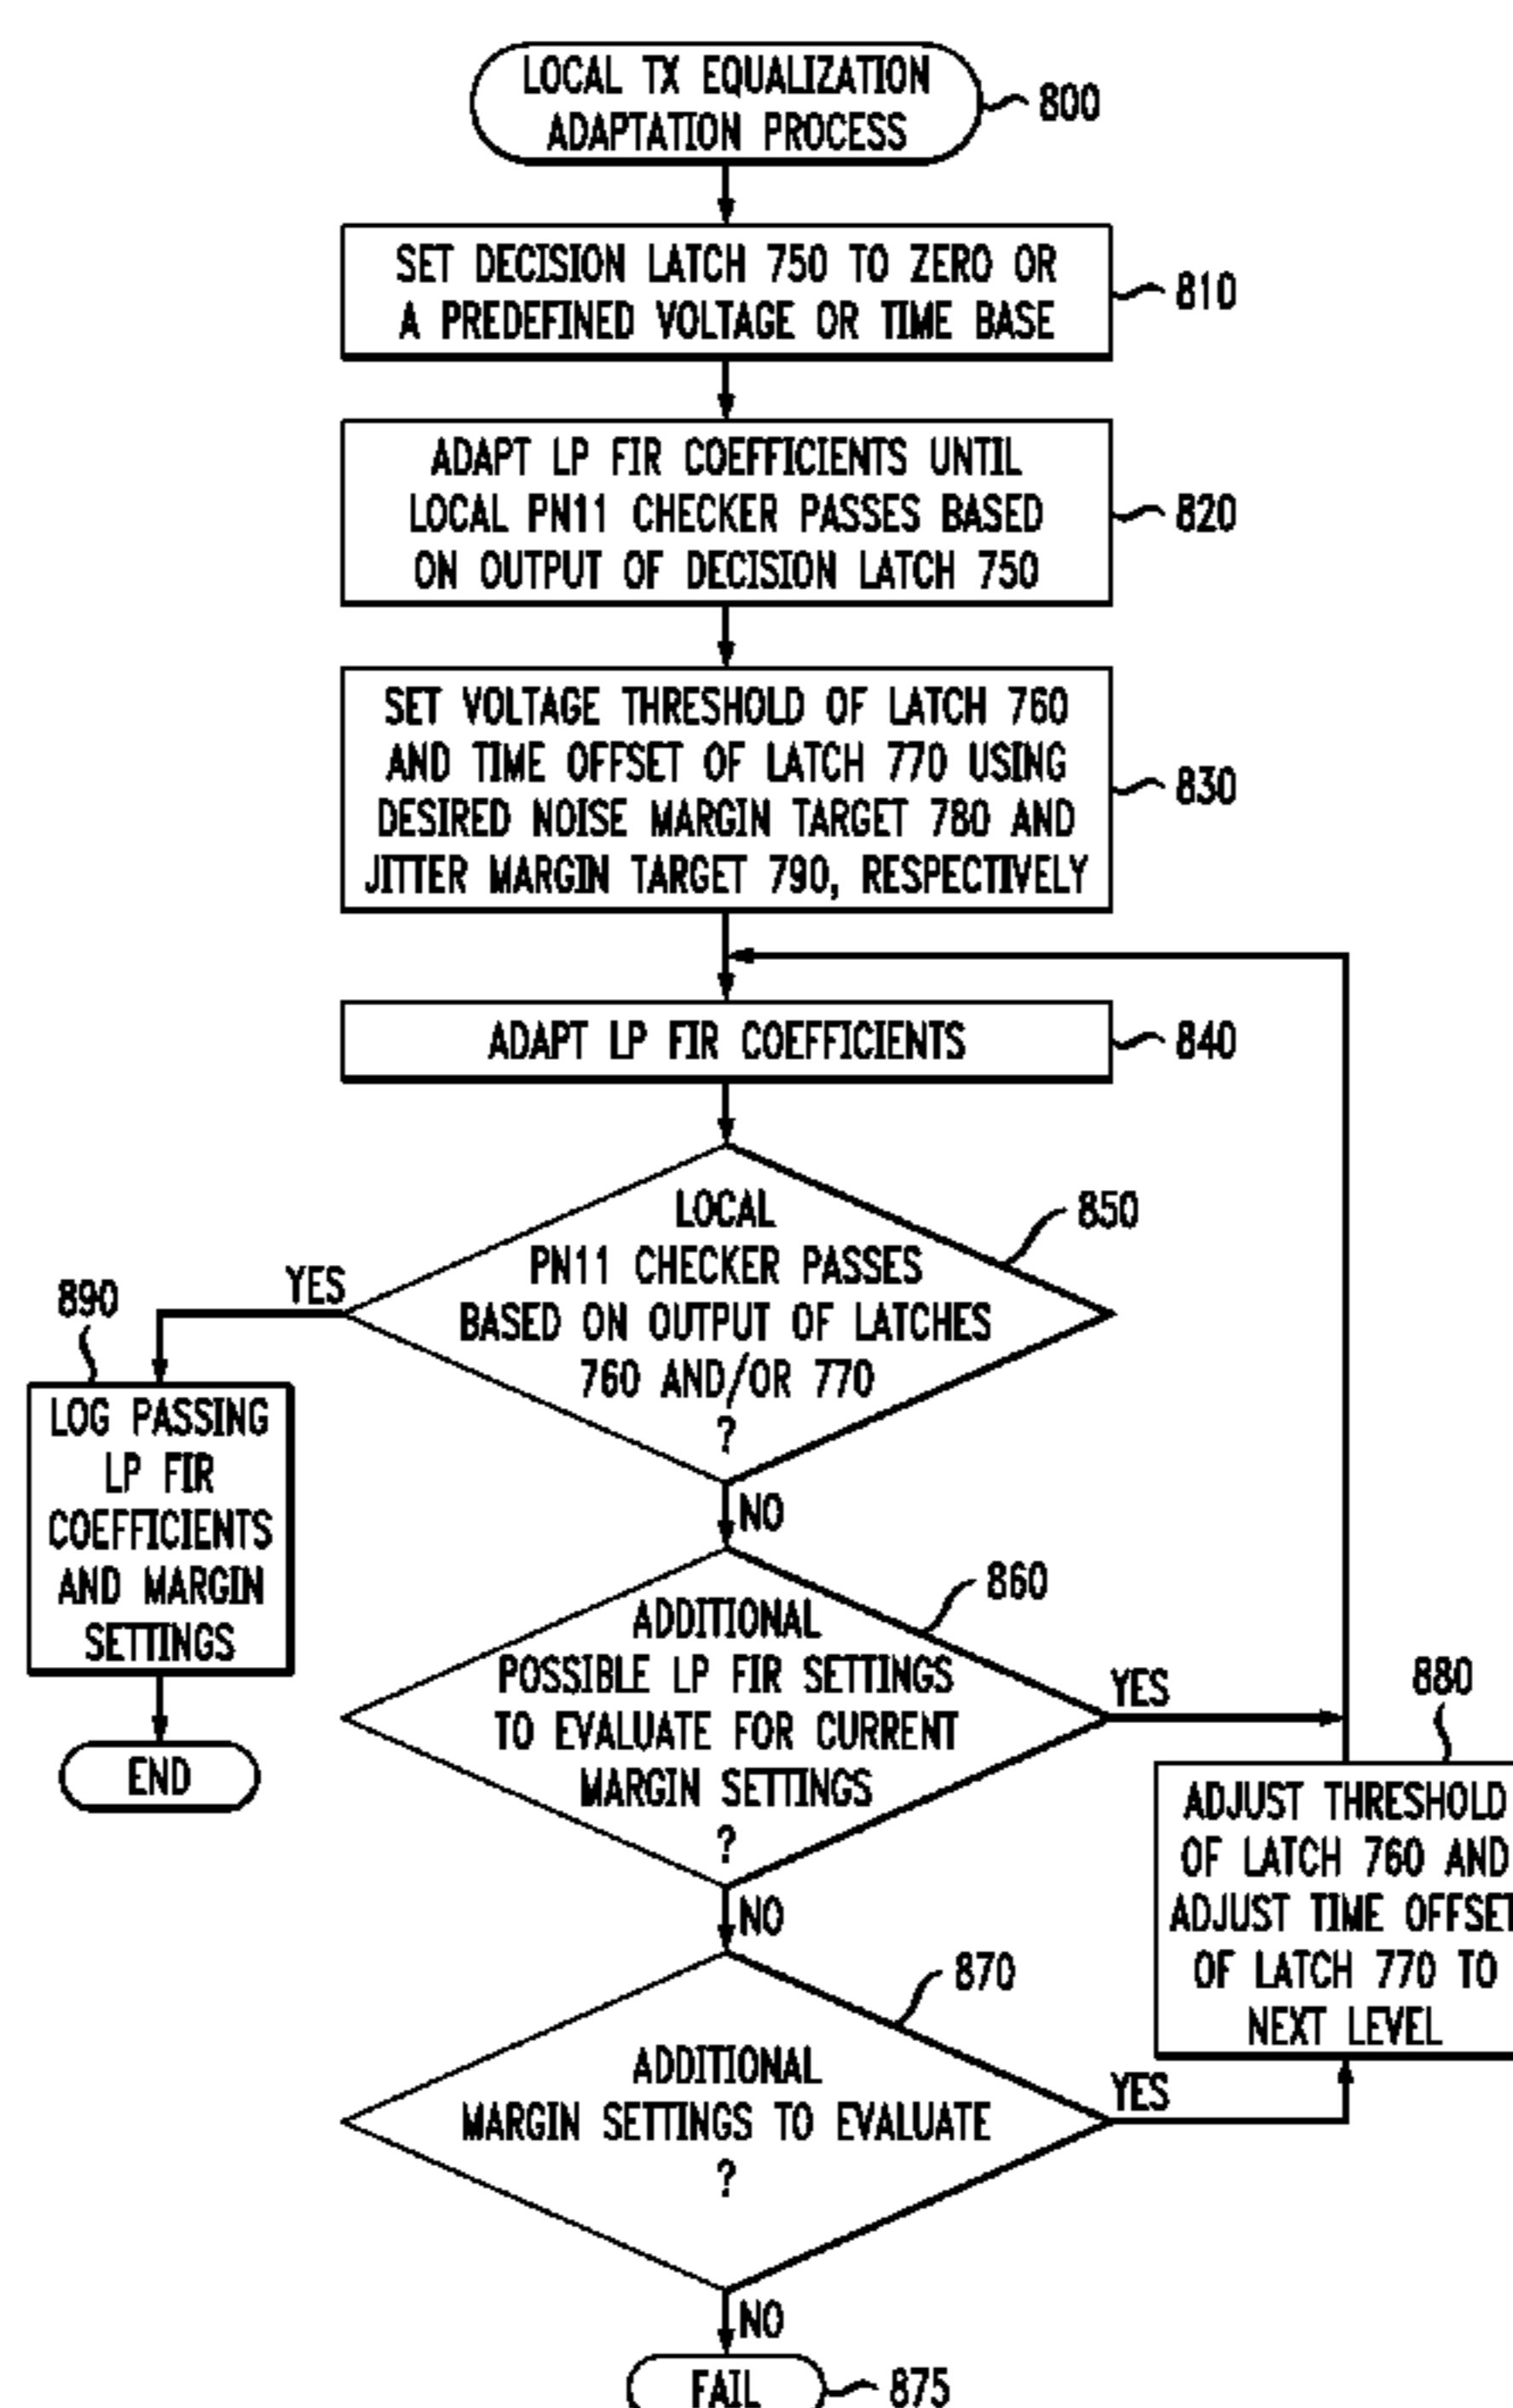 LOCAL TX EQUALIZATION
ADAPTATION PROCESS
800
SET DECISION LATCH 750 TO ZERO OR
A PREDEFINED VOLTAGE OR TIME BASE
810
ADAPT LP FIR COEFFICIENTS UNTIL
LOCAL PN11 CHECKER PASSES BASED
ON OUTPUT OF DECISION LATCH 750
820
SET VOLTAGE THRESHOLD OF LATCH 760
AND TIME OFFSET OF LATCH 770 USING
DESIRED NOISE MARGIN TARGET 780 AND
JITTER MARGIN TARGET 790, RESPECTIVELY
830
ADAPT LP FIR COEFFICIENTS
840
LOCAL
PN11 CHECKER PASSES
BASED ON OUTPUT OF LATCHES
760 AND/OR 770
?
850
YES
890
LOG PASSING
LP FIR
COEFFICIENTS
AND MARGIN
SETTINGS
END
NO
ADDITIONAL
POSSIBLE LP FIR SETTINGS
TO EVALUATE FOR CURRENT
MARGIN SETTINGS
?
860
YES
880
ADJUST THRESHOLD
OF LATCH 760 AND
ADJUST TIME OFFSET
OF LATCH 770 TO
NEXT LEVEL
NO
ADDITIONAL
MARGIN SETTINGS TO EVALUATE
?
870
YES
NO
FAIL
875